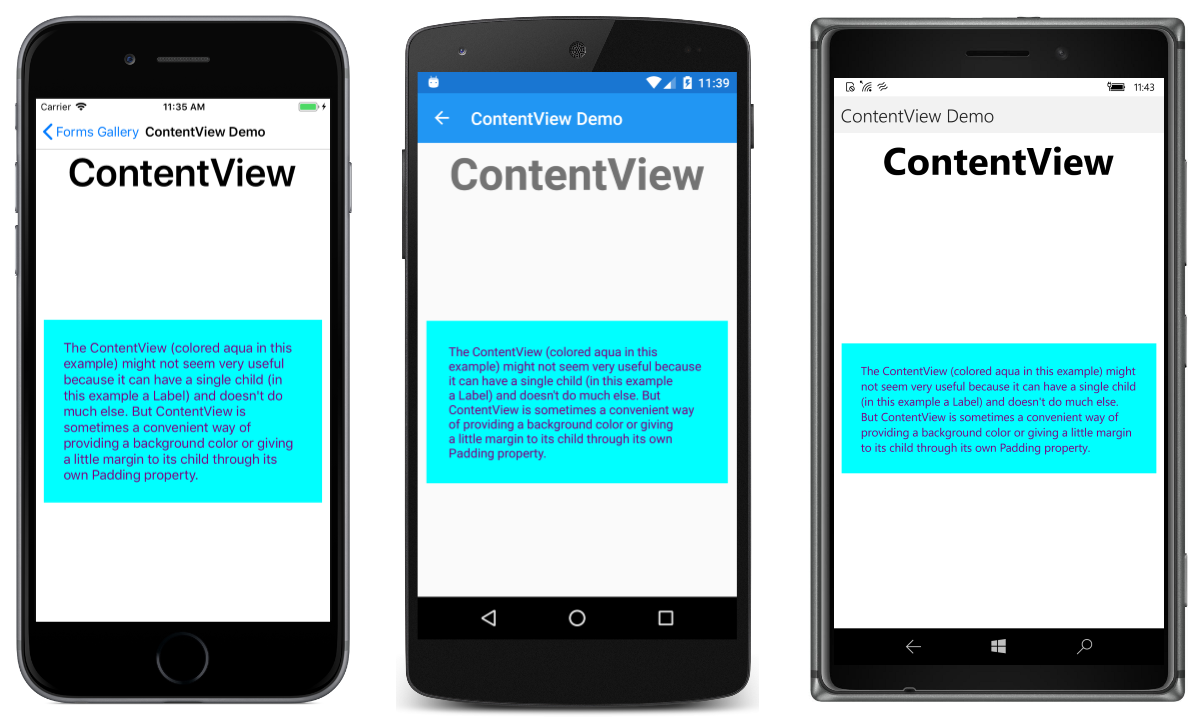 Carrier
11:35 AM
Forms Gallery
ContentView Demo
ContentView
The ContentView (colored aqua in this
example) might not seem very useful
because it can have a single child (in
this example a Label) and doesn't do
much else. But ContentView is
sometimes a convenient way of
providing a background color or giving
a little margin to its child through its
own Padding property.
11:39
ContentView Demo
ContentView
The ContentView (colored aqua in this
example) might not seem very useful because
it can have a single child (in this example
a Label) and doesn't do much else. But
ContentView is sometimes a convenient way
of providing a background color or giving
a little margin to its child through its own
Padding property.
11:43
ContentView Demo
ContentView
The ContentView (colored aqua in this example) might
not seem very useful because it can have a single child
(in this example a Label) and doesn't do much else.
But ContentView is sometimes a convenient way of
providing a background color or giving a little margin
to its child through its own Padding property.